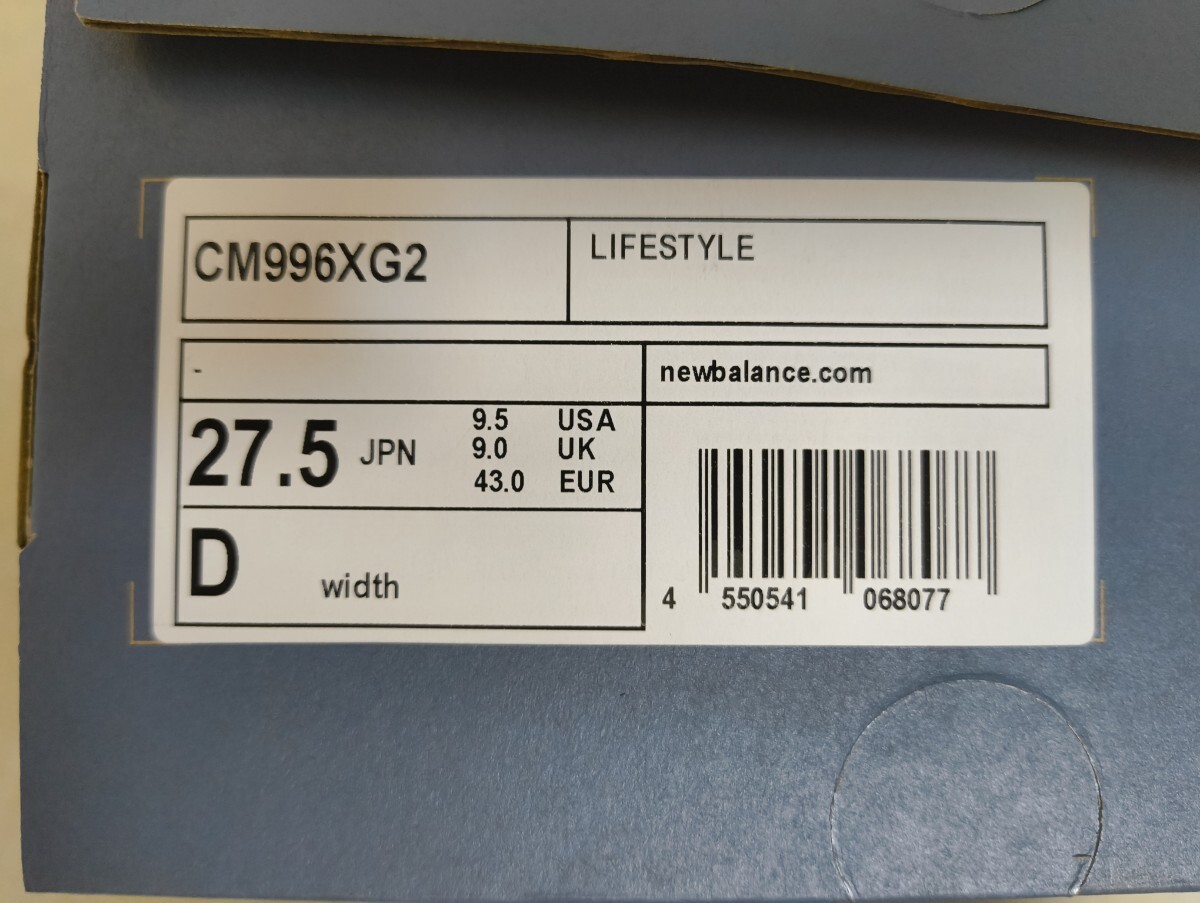 CM996XG2
LIFESTYLE
-
newbalance.com
27.5 JPN
9.5 USA
9.0 UK
43.0 EUR
D width
4 550541 068077